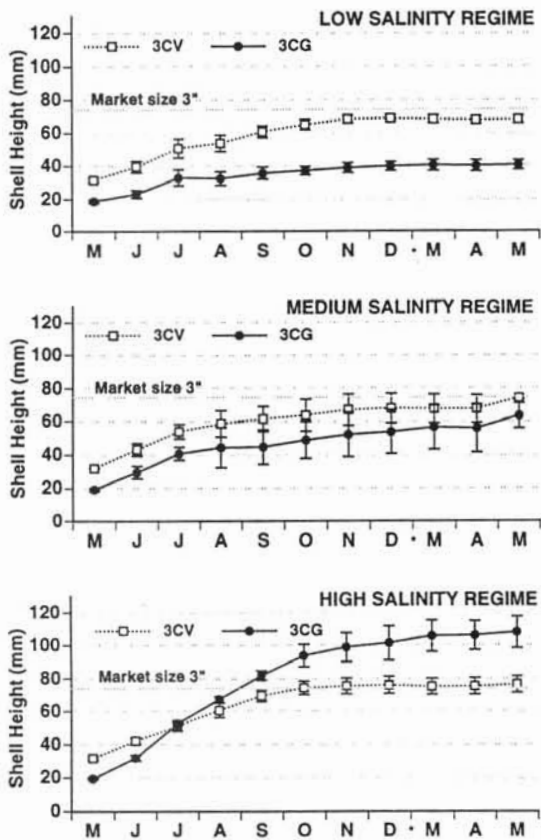 LOW SALINITY REGIME
120
100
80
60
40
20
0
Shell Height (mm)
3CV 3CG
Market size 3"
M J J A S O N D • M A M
MEDIUM SALINITY REGIME
120
100
80
60
40
20
0
Shell Height (mm)
3CV 3CG
Market size 3"
M J J A S O N D • M A M
HIGH SALINITY REGIME
120
100
80
60
40
20
0
Shell Height (mm)
3CV 3CG
Market size 3"
M J J A S O N D • M A M